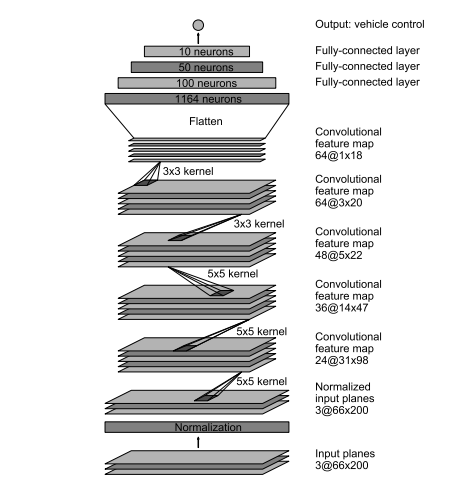 Output: vehicle control
10 neurons
Fully-connected layer
50 neurons
Fully-connected layer
100 neurons
Fully-connected layer
1164 neurons
Flatten
Convolutional
feature map
64@1x18
3x3 kernel
Convolutional
feature map
64@3x20
3x3 kernel
Convolutional
feature map
48@5x22
5x5 kernel
Convolutional
feature map
36@14x47
5x5 kernel
Convolutional
feature map
24@31x98
5x5 kernel
Normalized
input planes
3@66x200
Normalization
Input planes
3@66x200